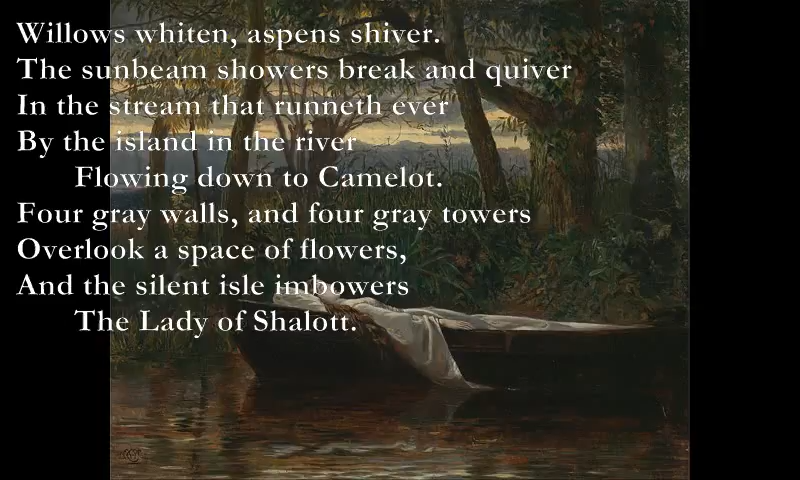 Willows whiten, aspens shiver.
The sunbeam showers break and quiver
In the stream that runneth ever
By the island in the river
Flowing down to Camelot.
Four gray walls, and four gray towers
Overlook a space of flowers,
And the silent isle imbowers
The Lady of Shalott.